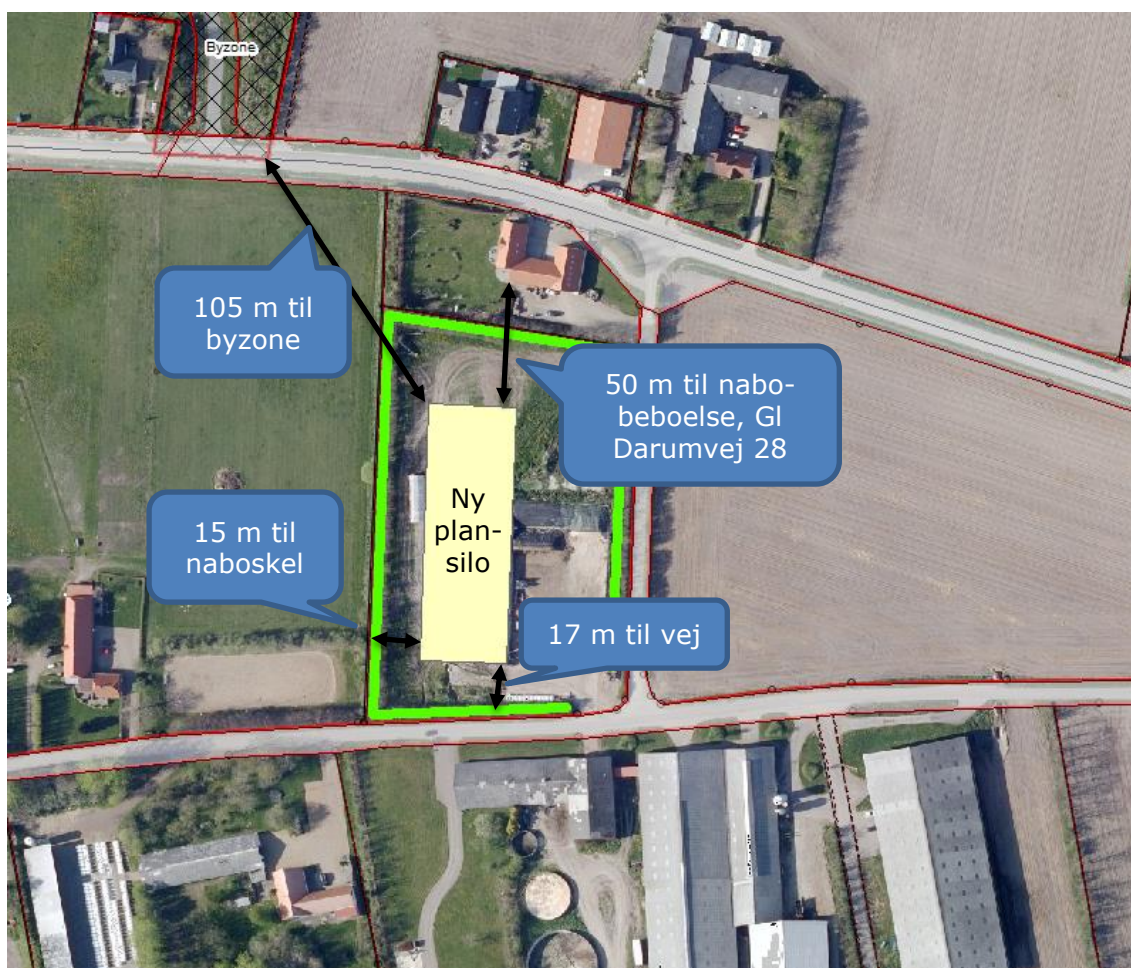 Byzone
105 m til
byzone
50 m til nabo-
beboelse, Gl
Darumvej 28
Ny
plan-
silo
15 m til
naboskel
17 m til vej